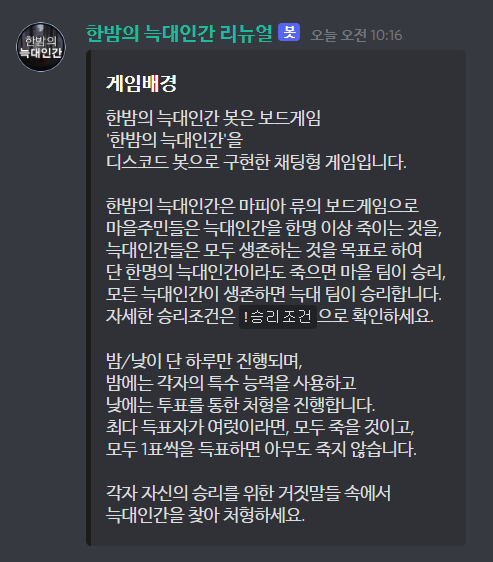 한밤의
늑대인간
한밤의 늑대인간 리뉴얼 봇 오늘 오전 10:16
게임배경
한밤의 늑대인간 봇은 보드게임
'한밤의 늑대인간'을
디스코드 봇으로 구현한 채팅형 게임입니다.
한밤의 늑대인간은 마피아 류의 보드게임으로
마을주민들은 늑대인간을 한명 이상 죽이는 것을,
늑대인간들은 모두 생존하는 것을 목표로 하여
단 한명의 늑대인간이라도 죽으면 마을 팀이 승리,
모든 늑대인간이 생존하면 늑대 팀이 승리합니다.
자세한 승리조건은 !승리조건으로 확인하세요.
밤/낮이 단 하루만 진행되며,
밤에는 각자의 특수 능력을 사용하고
낮에는 투표를 통한 처형을 진행합니다.
최다 득표자가 여럿이라면, 모두 죽을 것이고,
모두 1표씩을 득표하면 아무도 죽지 않습니다.
각자 자신의 승리를 위한 거짓말들 속에서
늑대인간을 찾아 처형하세요.